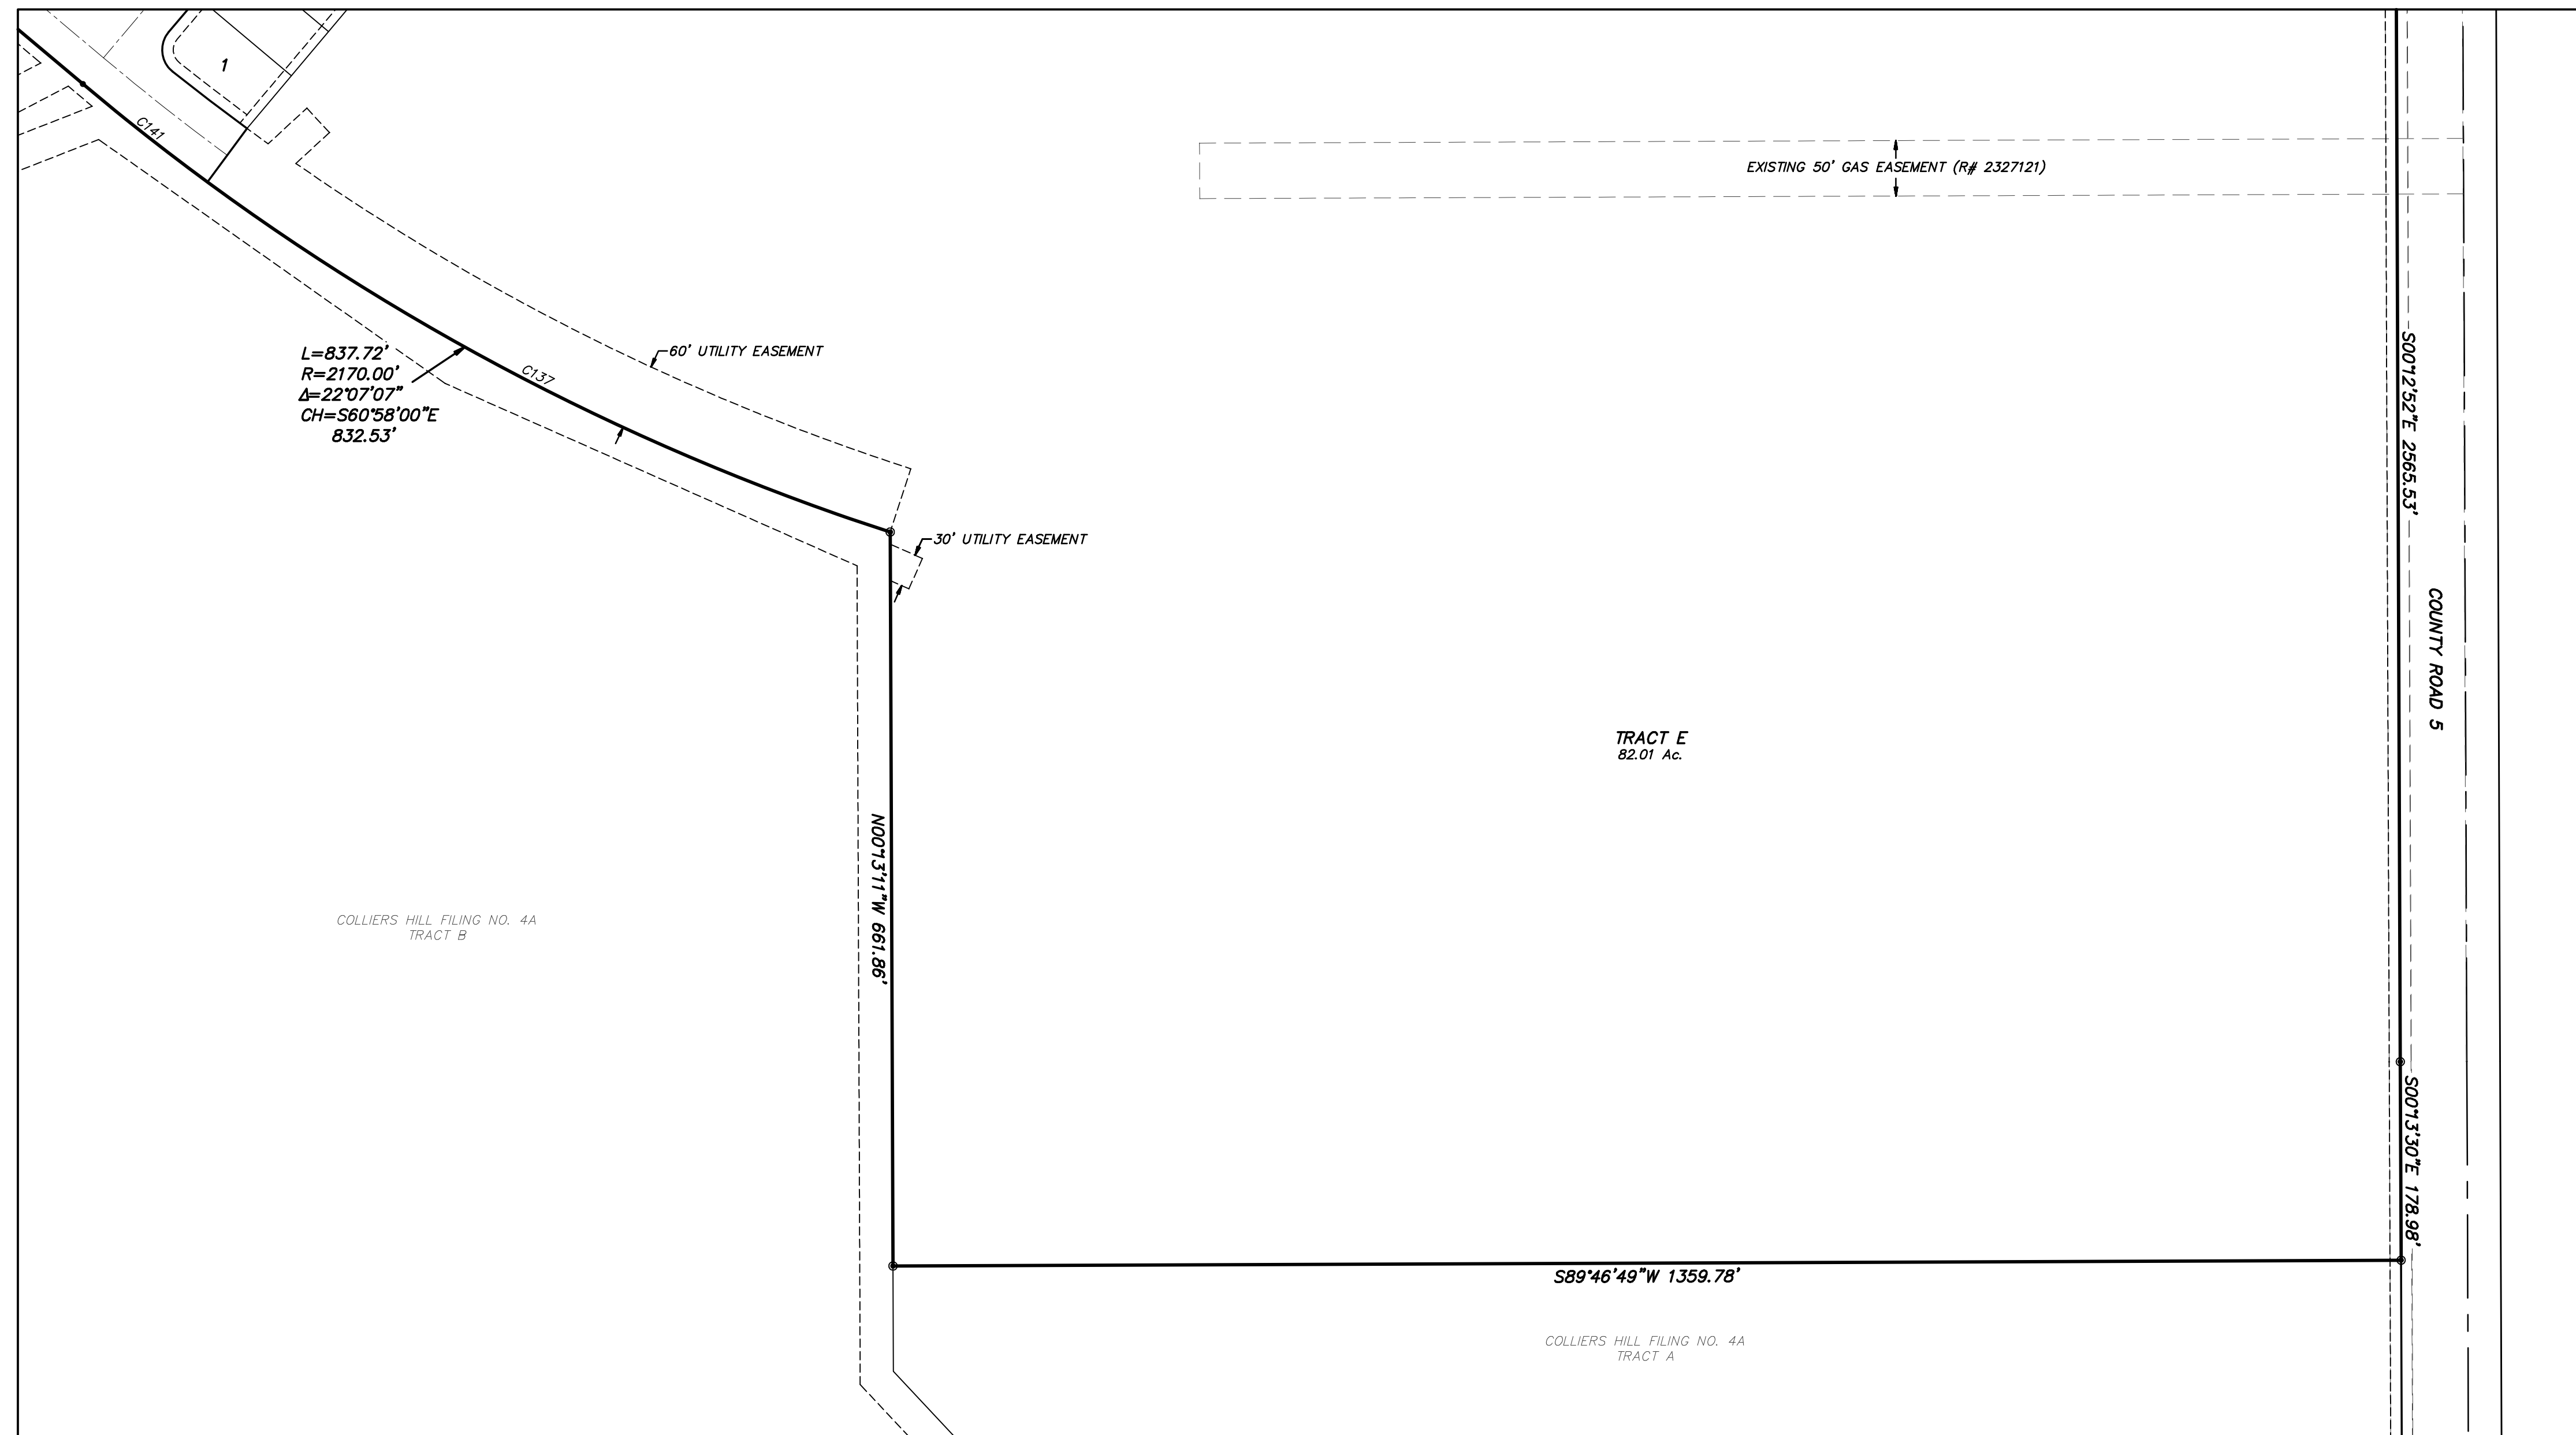 1
C141
EXISTING 50' GAS EASEMENT (R# 2327121)
L=837.72'
R=2170.00'
Δ=22°07'07"
CH=S60°58'00"E
832.53'
60' UTILITY EASEMENT
C137
S00°12'52"E 2565.53'
30' UTILITY EASEMENT
COUNTY ROAD 5
TRACT E
82.01 Ac.
N00°13'11"W 661.86'
COLLIERS HILL FILING NO. 4A
TRACT B
S00°13'30"E 178.98'
S89°46'49"W 1359.78'
COLLIERS HILL FILING NO. 4A
TRACT A